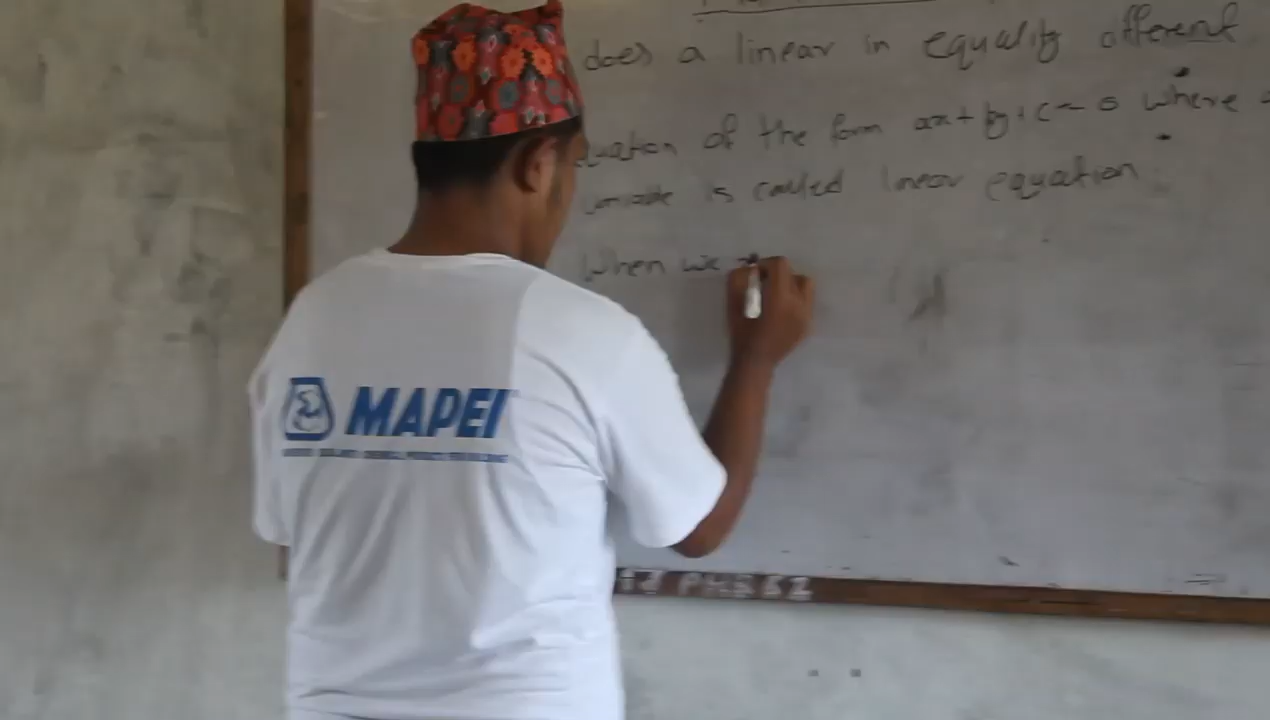 does a linear in equality different
equation of the form ax + by + c = 0 where
variable is called linear equation
When we
MAPEI